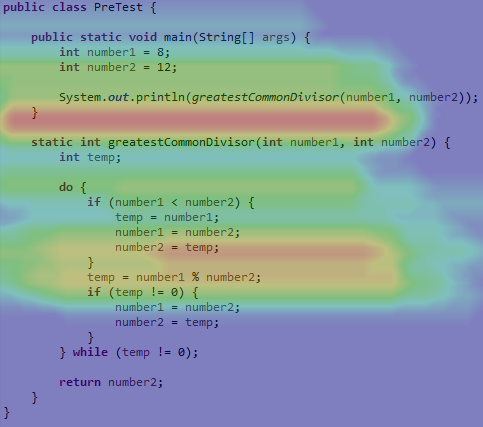 public class PreTest {
public static void main(String[] args) {
int number1 = 8;
int number2 = 12;
System.out.println(greatestCommonDivisor(number1, number2));
}
static int greatestCommonDivisor(int number1, int number2) {
int temp;
do {
if (number1 < number2) {
temp = number1;
number1 = number2;
number2 = temp;
}
temp = number1 % number2;
if (temp != 0) {
number1 = number2;
number2 = temp;
}
} while (temp != 0);
return number2;
}
}